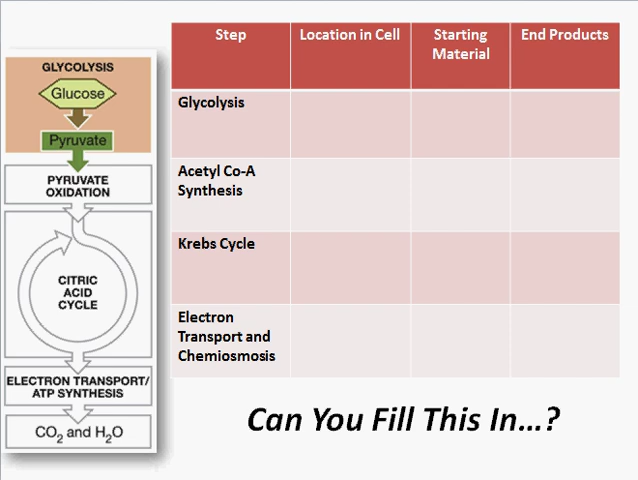 GLYCOLYSIS
Glucose
Pyruvate
PYRUVATE
OXIDATION
CITRIC
ACID
CYCLE
ELECTRON TRANSPORT/
ATP SYNTHESIS
CO₂ and H₂O
Step
Location in Cell
Starting
Material
End Products
Glycolysis
Acetyl Co-A
Synthesis
Krebs Cycle
Electron
Transport and
Chemiosmosis
Can You Fill This In...?